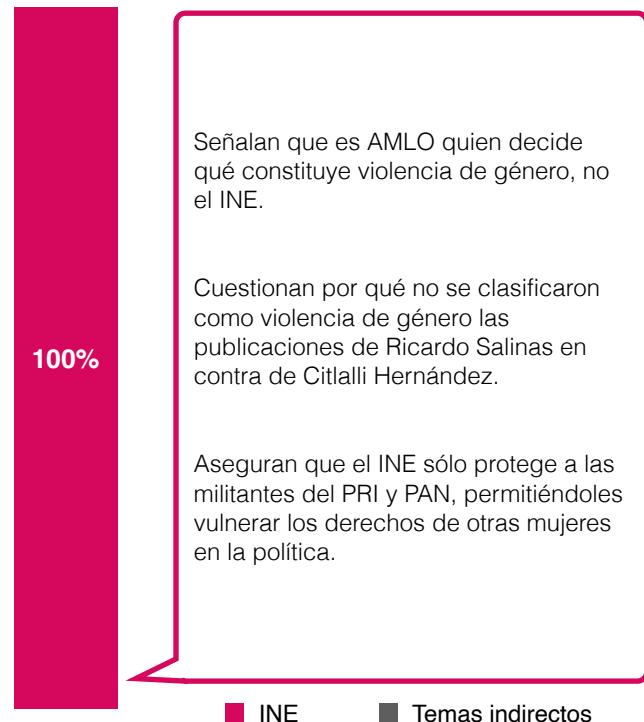 100%
Señalan que es AMLO quien decide
qué constituye violencia de género, no
el INE.
Cuestionan por qué no se clasificaron
como violencia de género las
publicaciones de Ricardo Salinas en
contra de Citlalli Hernández.
Aseguran que el INE sólo protege a las
militantes del PRI y PAN, permitiéndoles
vulnerar los derechos de otras mujeres
en la política.
INE
Temas indirectos